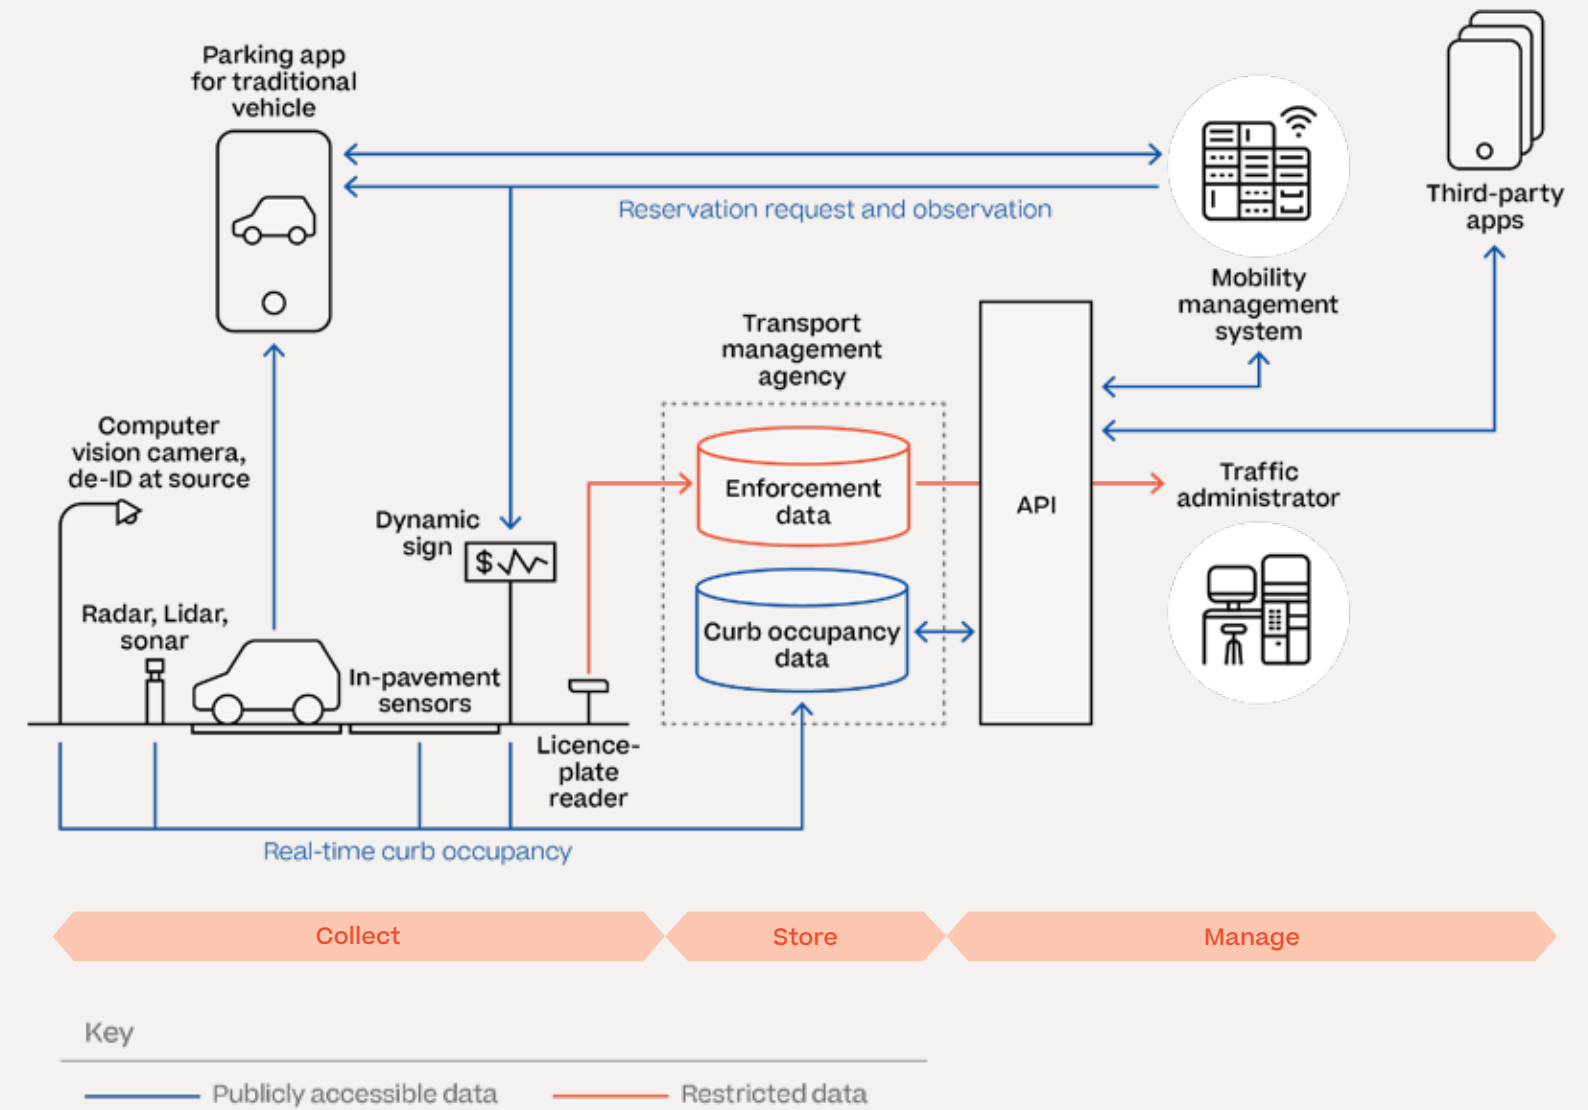 Parking app
for traditional
vehicle
Reservation request and observation
Third-party
apps
Mobility
management
system
Transport
management
agency
Computer
vision camera,
de-ID at source
Enforcement
data
API
Traffic
administrator
Dynamic
sign
$
Radar, Lidar,
sonar
Curb occupancy
data
In-pavement
sensors
Licence-
plate
reader
Real-time curb occupancy
Collect
Store
Manage
Key
Publicly accessible data
Restricted data